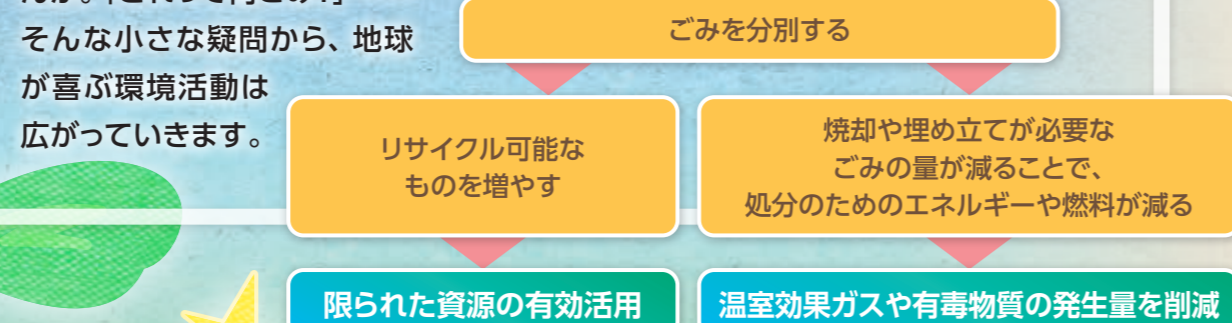 そんな小さな疑問から、地球
が喜ぶ環境活動は
広がっていきます。
ごみを分別する
リサイクル可能な
ものを増やす
焼却や埋め立てが必要な
ごみの量が減ることで、
処分のためのエネルギーや燃料が減る
限られた資源の有効活用
温室効果ガスや有毒物質の発生量を削減